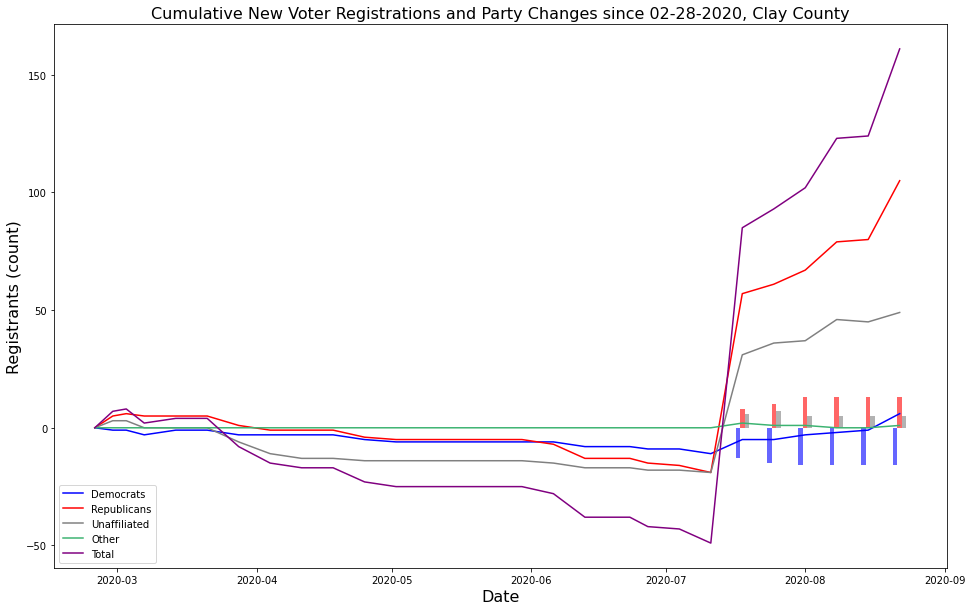 Cumulative New Voter Registrations and Party Changes since 02-28-2020, Clay County
Registrants (count)
150
100
50
0
−50
Democrats
Republicans
Unaffiliated
Other
Total
2020-03
2020-04
2020-05
2020-06
2020-07
2020-08
2020-09
Date